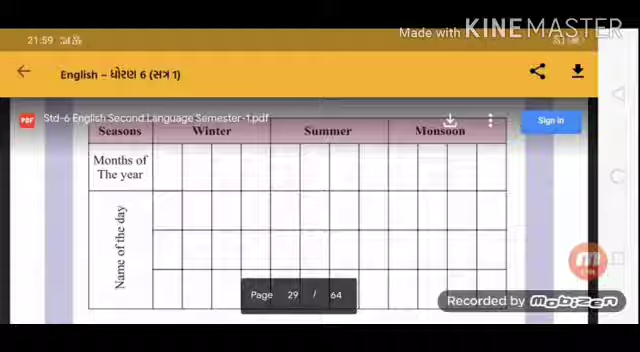 Made with KINEMASTER
21:59
English – ધોરણ 6 (સત્ર 1)
Std-6 English Second Language Semester-1.pdf
Sign in
Seasons Winter Summer Monsoon
Months of
The year
Name of the day
Page 29 / 64
Recorded by Mobizen